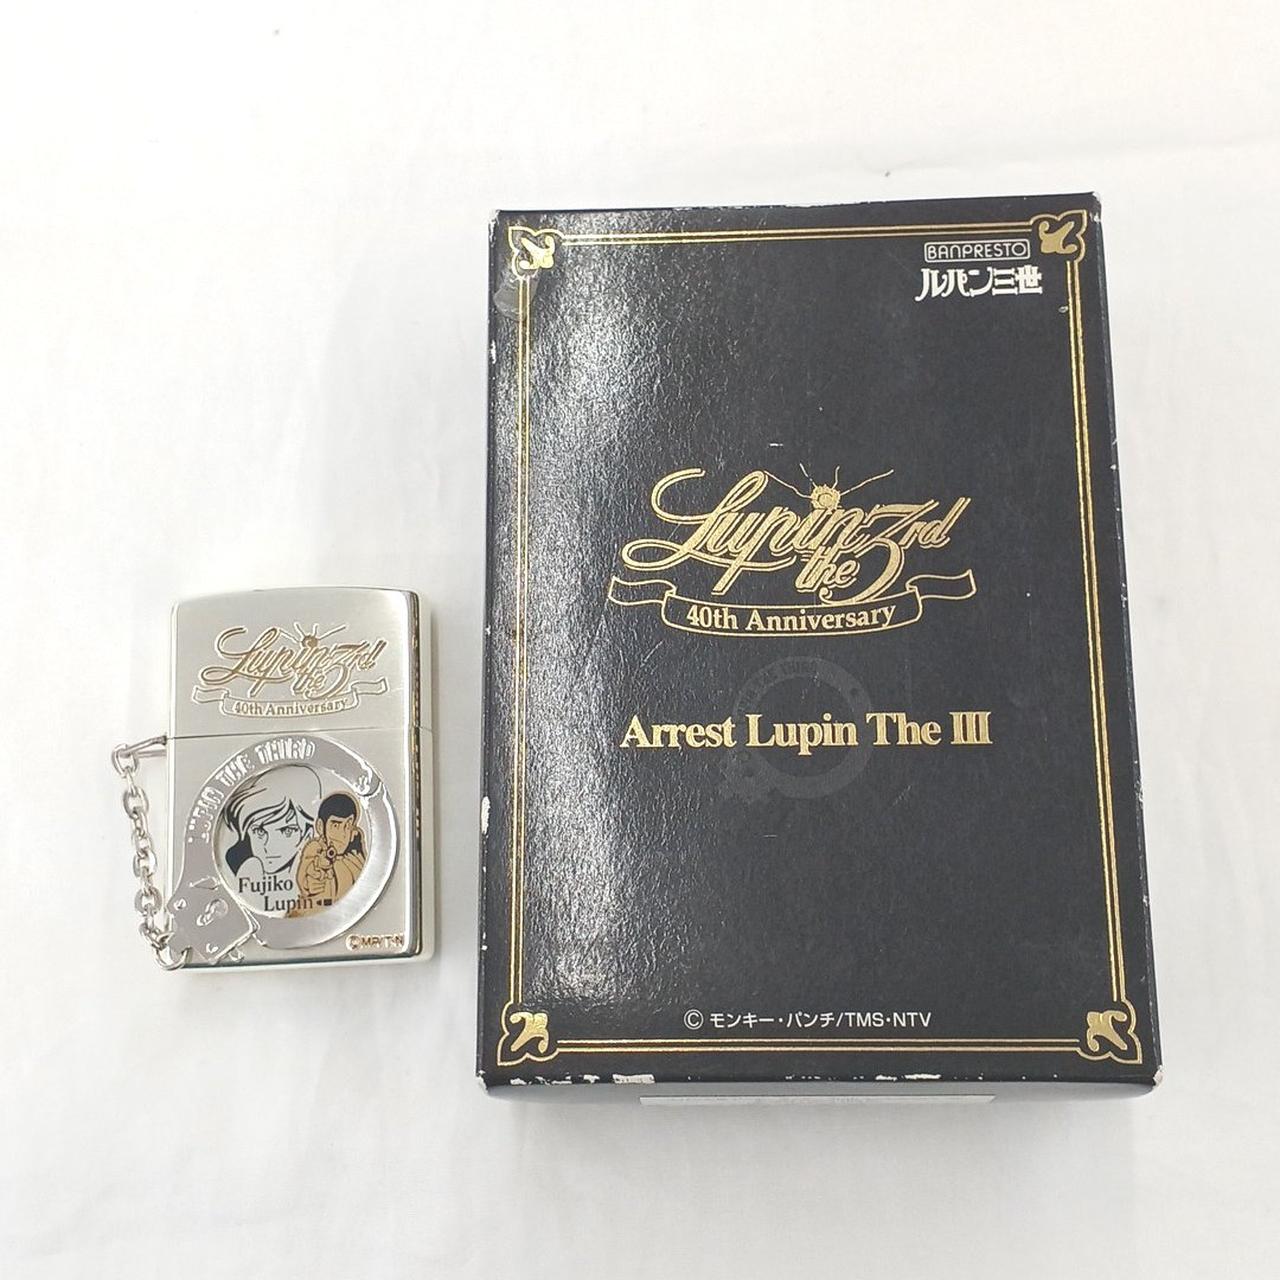 BANPRESTO
ルパン三世
Lupin the 3rd
40th Anniversary
Arrest Lupin The III
© モンキー・パンチ/TMS・NTV
Lupin the 3rd
40th Anniversary
LUPIN THE THIRD
Fujiko
Lupin
©MP/T・N